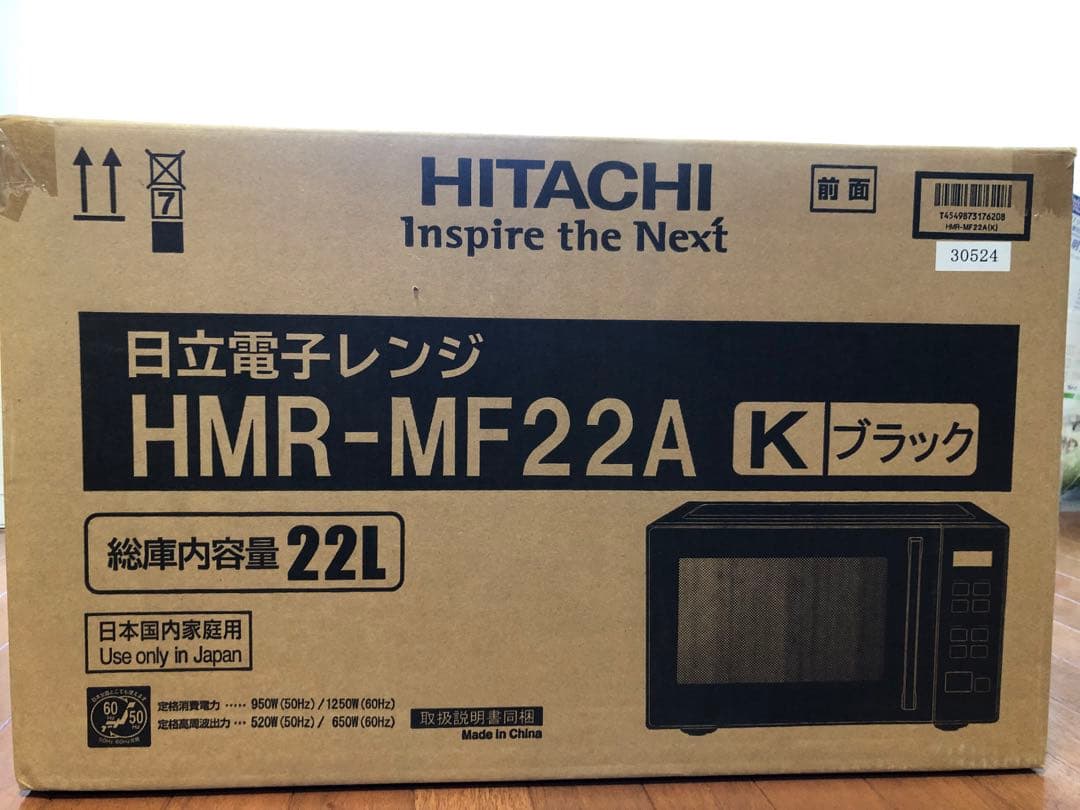 7
HITACHI
Inspire the Next
前面
T4549873176208
HMR-MF22A(K)
30524
日立電子レンジ
HMR-MF22A K ブラック
総庫内容量 22L
日本国内家庭用
Use only in Japan
60Hz 50Hz
定格消費電力 ····· 950W(50Hz)/1250W(60Hz)
定格高周波出力 ··· 520W(50Hz)/ 650W(60Hz)
取扱説明書同梱
Made in China